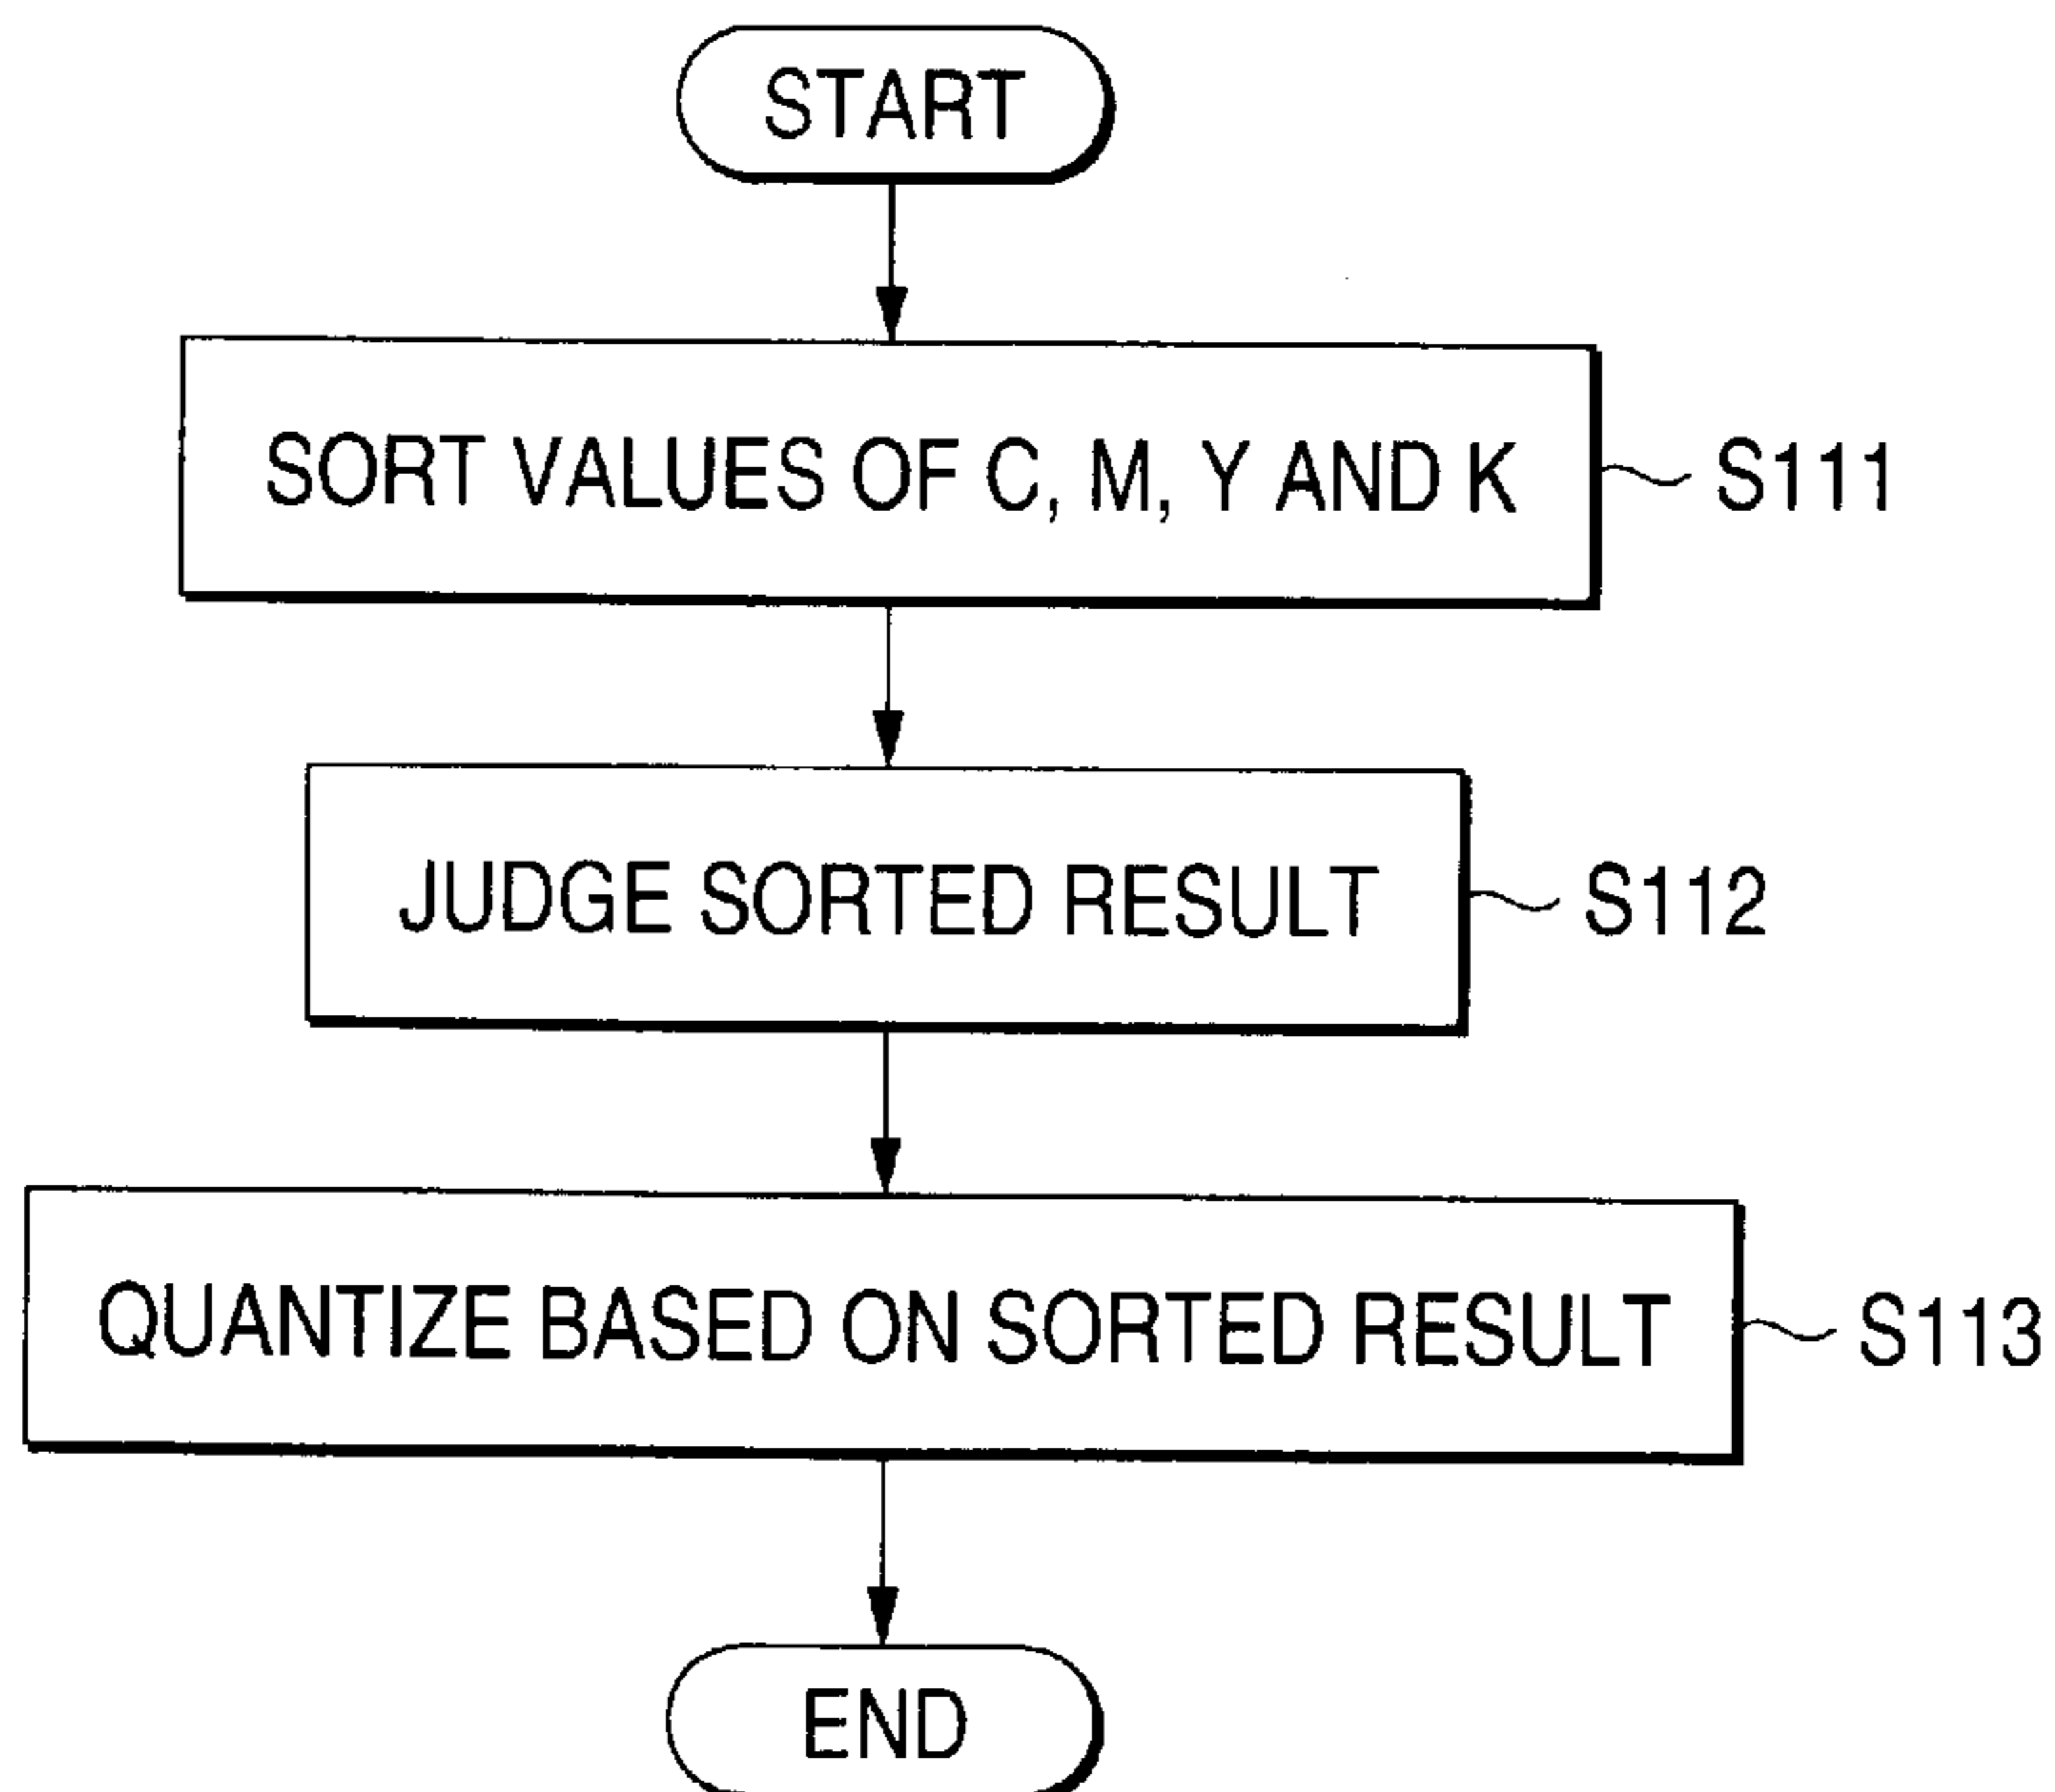 START
SORT VALUES OF C, M, Y AND K
S111
JUDGE SORTED RESULT
S112
QUANTIZE BASED ON SORTED RESULT
S113
END